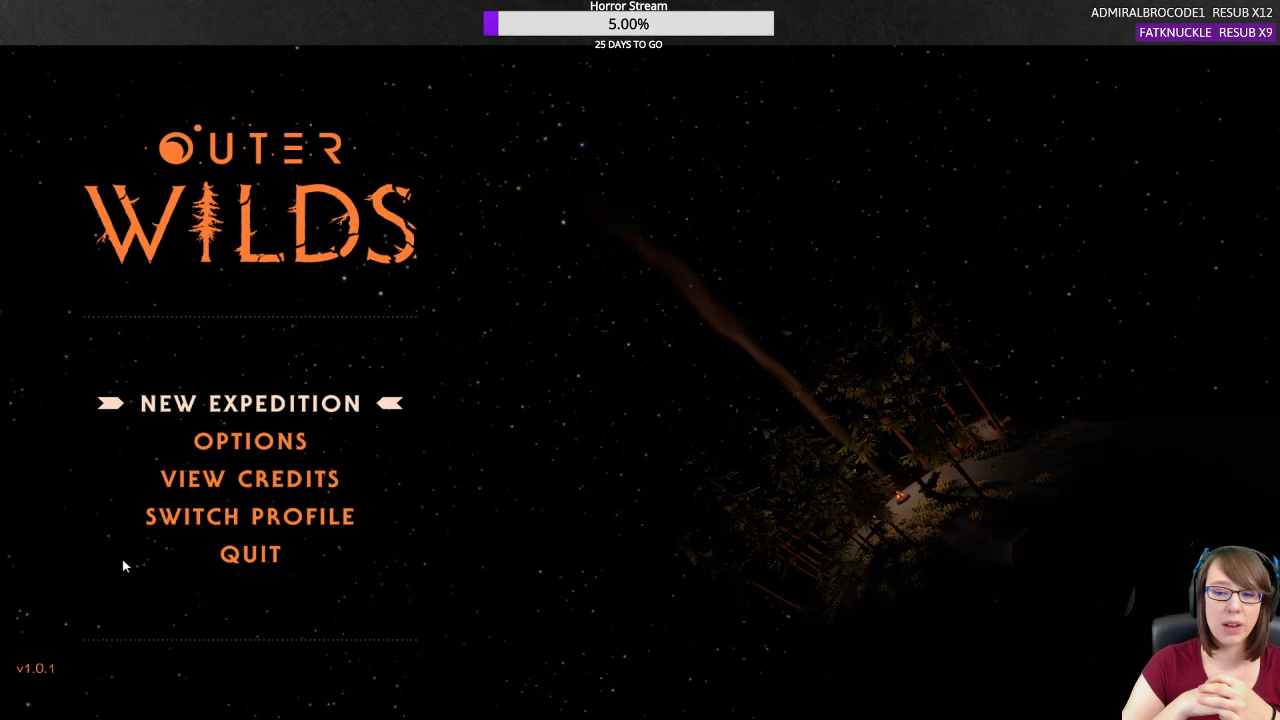 Horror Stream
5.00%
25 DAYS TO GO
ADMIRALBROCODE1 RESUB X12
FATKNUCKLE RESUB X9
OUTER
WILDS
NEW EXPEDITION
OPTIONS
VIEW CREDITS
SWITCH PROFILE
QUIT
v1.0.1